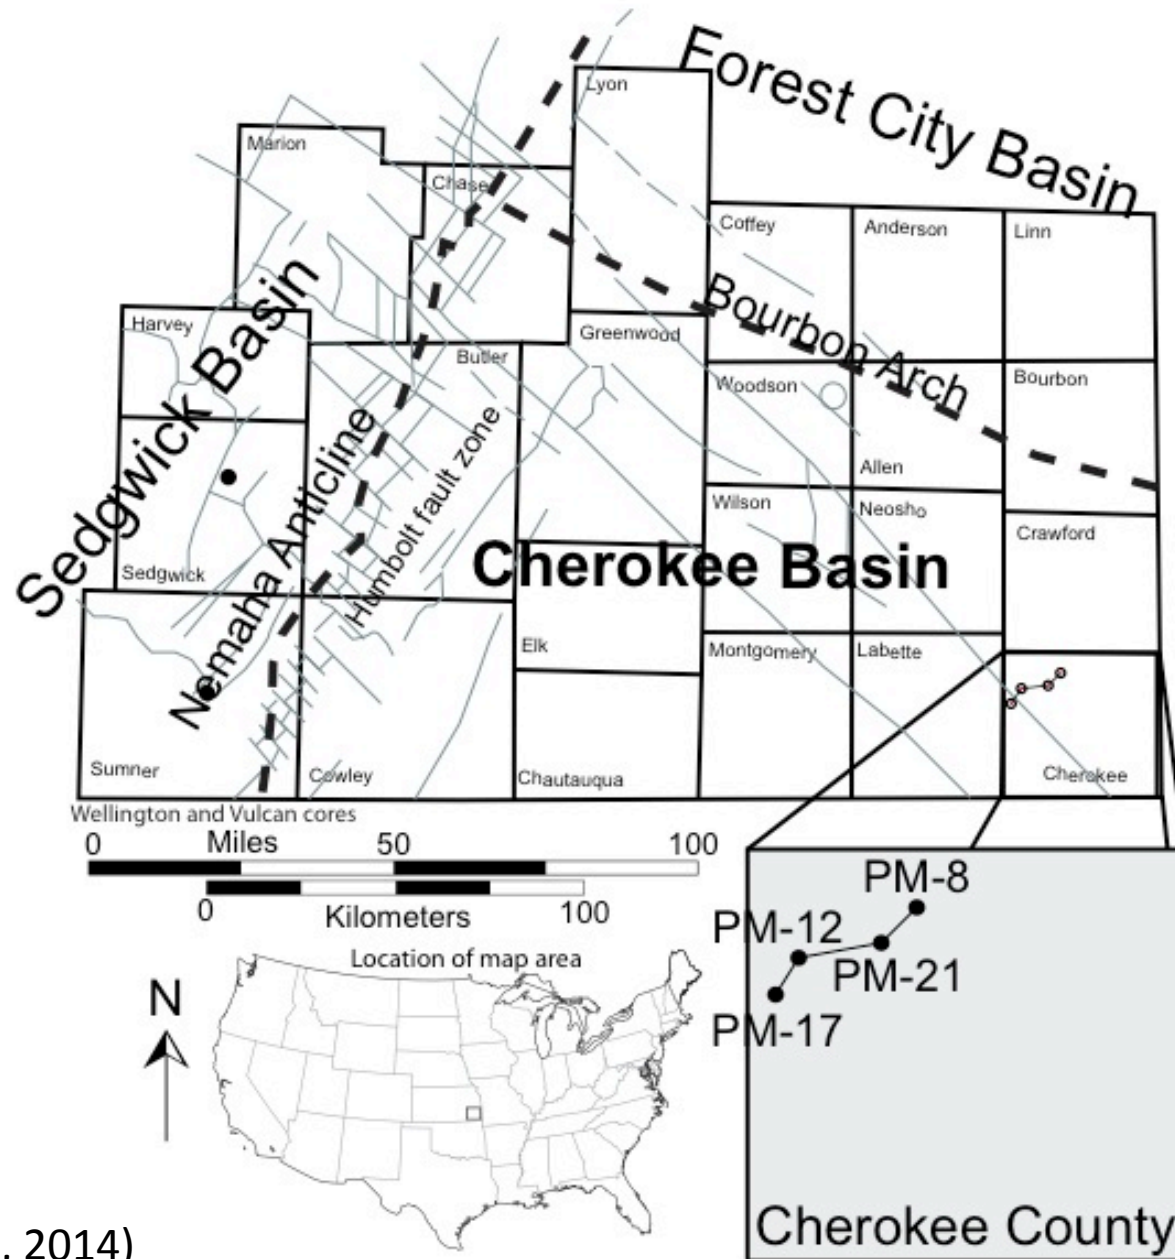 Forest City Basin
Lyon
Marion
Chase
Coffey
Anderson
Linn
Bourbon Arch
Sedgwick Basin
Harvey
Greenwood
Butler
Woodson
Bourbon
Nemaha Anticline
Humbolt fault zone
Allen
Wilson
Neosho
Crawford
Cherokee Basin
Sedgwick
Elk
Montgomery
Labette
Sumner
Cowley
Chautauqua
Cherokee
Wellington and Vulcan cores
0 Miles 50 100
0 Kilometers 100
Location of map area
N
PM-8
PM-12
PM-21
PM-17
Cherokee County
. 2014)